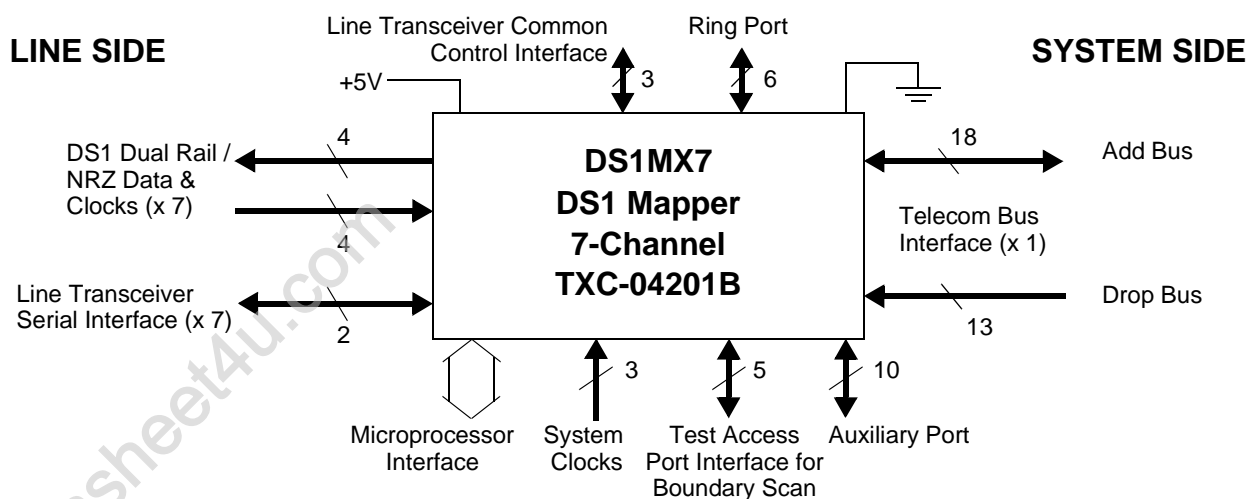 Line Transceiver Common
Control Interface
Ring Port
LINE SIDE
SYSTEM SIDE
+5V
3
6
DS1 Dual Rail /
NRZ Data &
Clocks (x 7)
4
4
DS1MX7
DS1 Mapper
7-Channel
TXC-04201B
18
Add Bus
Telecom Bus
Interface (x 1)
Line Transceiver
Serial Interface (x 7)
2
13
Drop Bus
3
5
10
Microprocessor
Interface
System
Clocks
Test Access
Port Interface for
Boundary Scan
Auxiliary Port